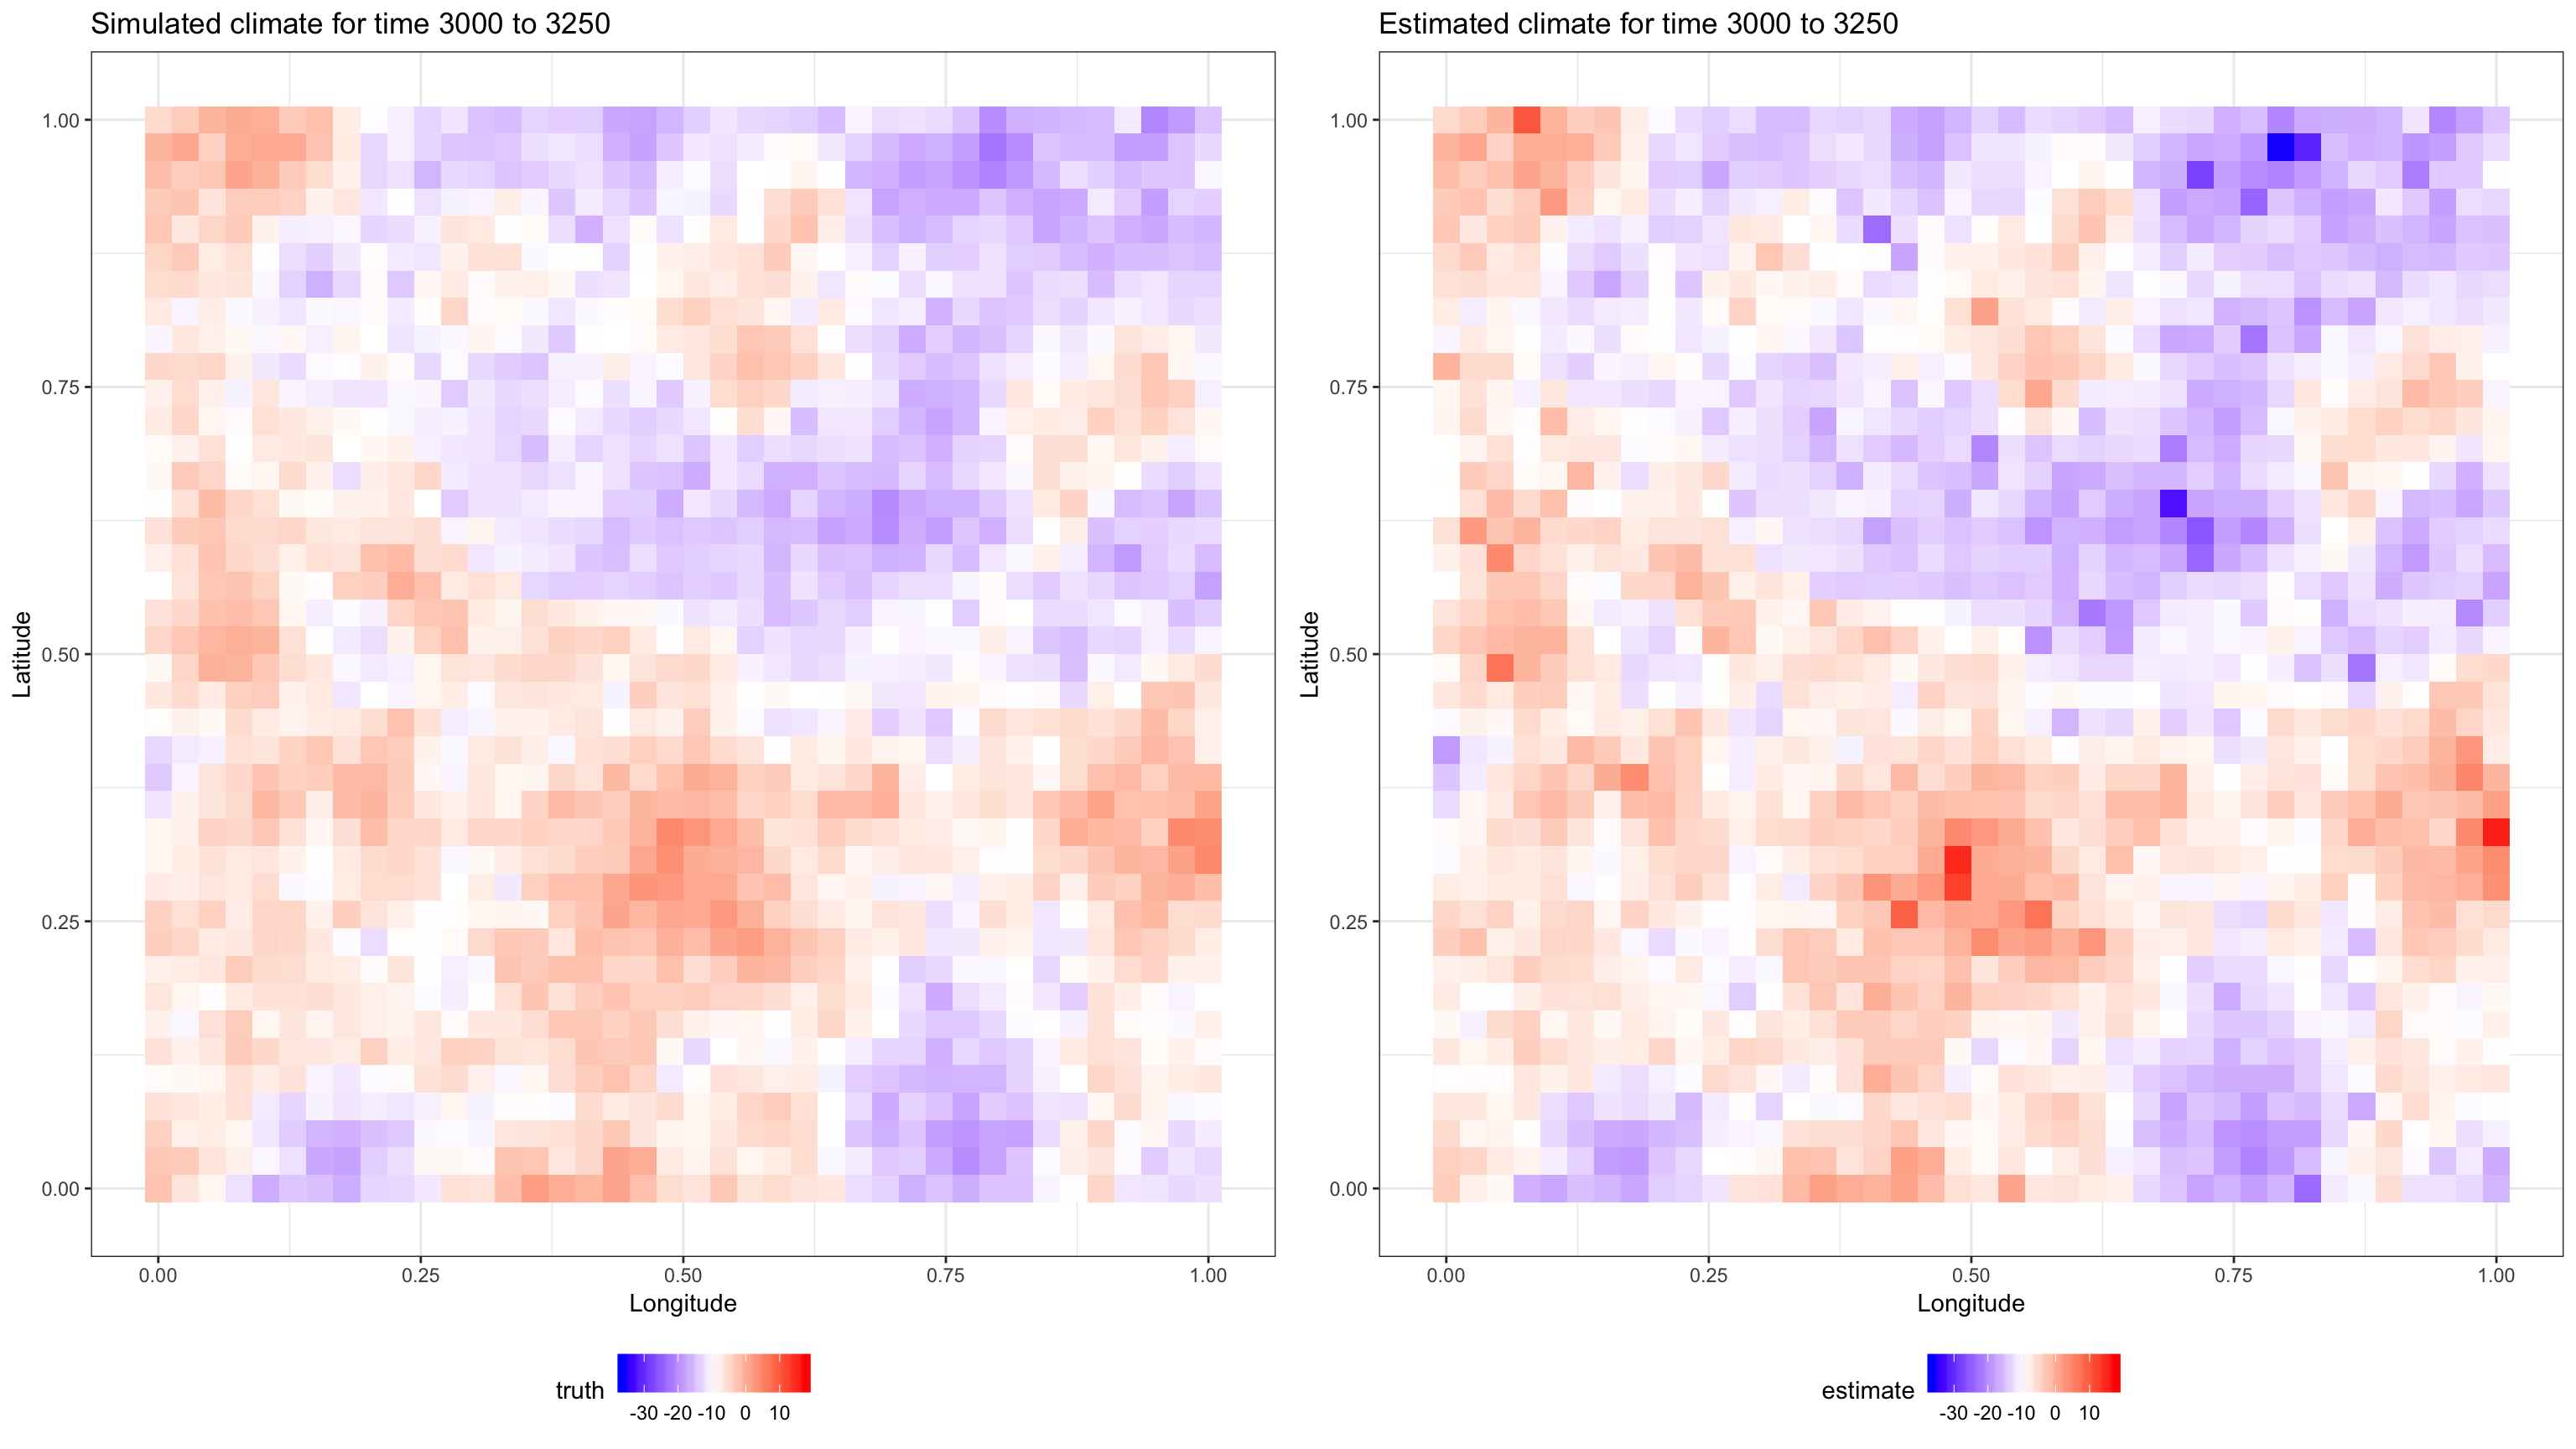 Simulated climate for time 3000 to 3250
1.00
0.75
0.50
0.25
0.00
Latitude
0.00 0.25 0.50 0.75 1.00
Longitude
truth
-30 -20 -10 0 10
Estimated climate for time 3000 to 3250
1.00
0.75
0.50
0.25
0.00
Latitude
0.00 0.25 0.50 0.75 1.00
Longitude
estimate
-30 -20 -10 0 10